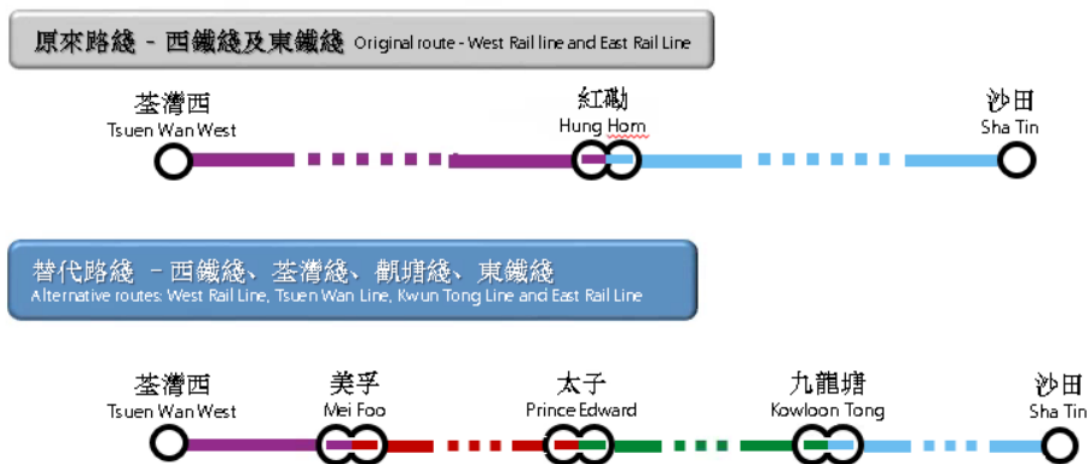 原來路綫 - 西鐵綫及東鐵綫 Original route - West Rail line and East Rail Line
荃灣西 紅磡 沙田
Tsuen Wan West Hung Hom Sha Tin
替代路綫 - 西鐵綫、荃灣綫、觀塘綫、東鐵綫
Alternative routes: West Rail Line, Tsuen Wan Line, Kwun Tong Line and East Rail Line
荃灣西 美孚 太子 九龍塘 沙田
Tsuen Wan West Mei Foo Prince Edward Kowloon Tong Sha Tin